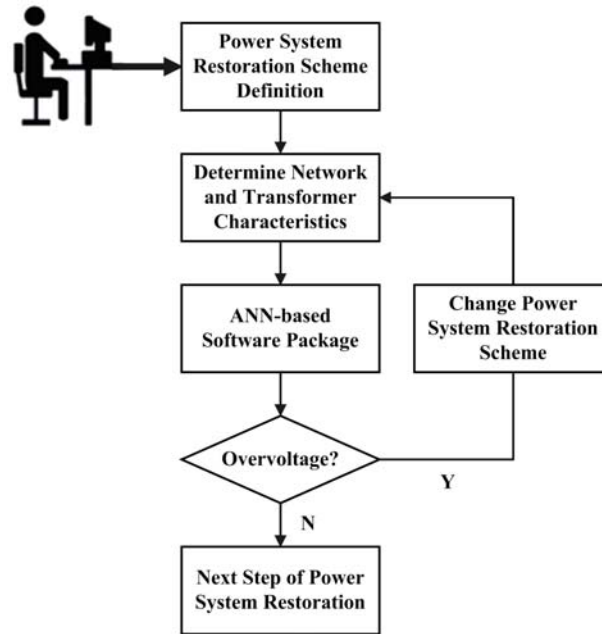 Power System
Restoration Scheme
Definition
Determine Network
and Transformer
Characteristics
ANN-based
Software Package
Change Power
System Restoration
Scheme
Overvoltage?
Y
N
Next Step of Power
System Restoration